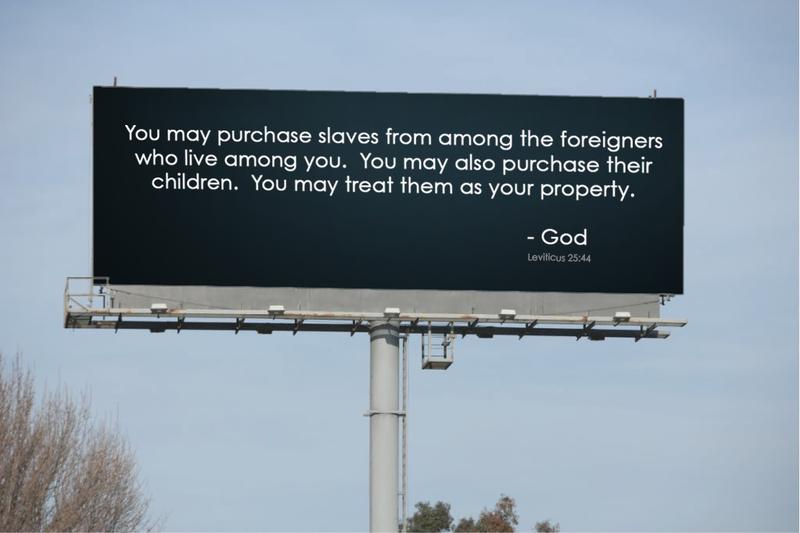 You may purchase slaves from among the foreigners
who live among you.  You may also purchase their
children.  You may treat them as your property.
- God
Leviticus 25:44